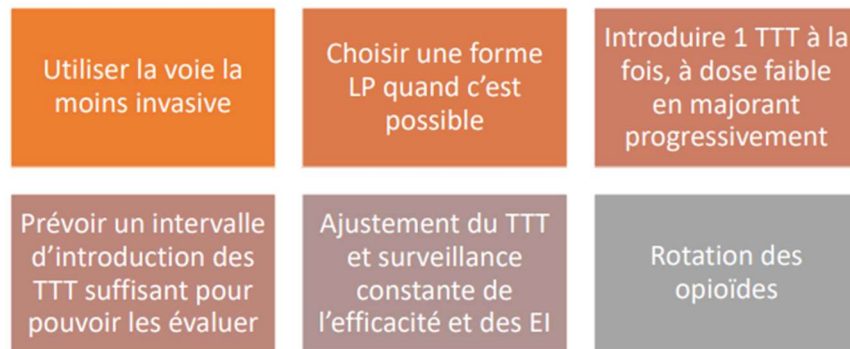 Utiliser la voie la
moins invasive
Choisir une forme
LP quand c’est
possible
Introduire 1 TTT à la
fois, à dose faible
en majorant
progressivement
Prévoir un intervalle
d’introduction des
TTT suffisant pour
pouvoir les évaluer
Ajustement du TTT
et surveillance
constante de
l’efficacité et des EI
Rotation des
opioïdes